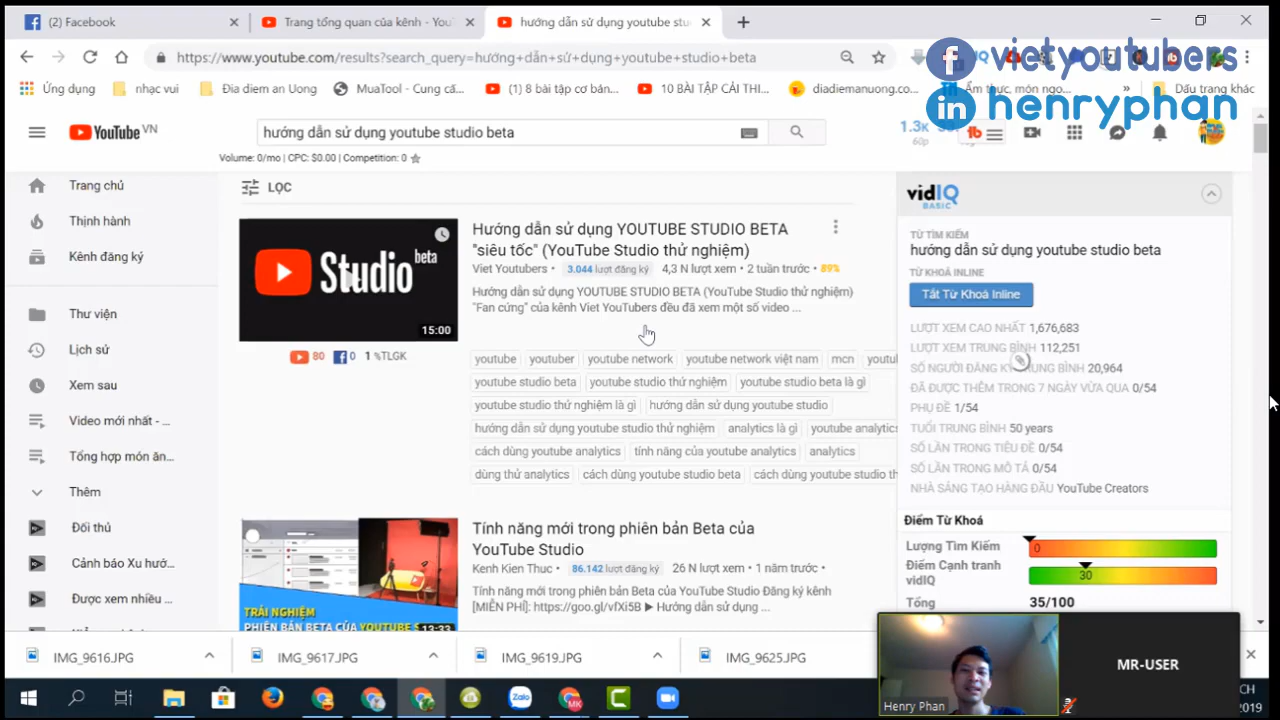 (2) Facebook
Trang tổng quan của kênh - You
hướng dẫn sử dụng youtube stu
vietyoutubers
henryphan
https://www.youtube.com/results?search_query=hướng+dẫn+sử+dụng+youtube+studio+beta
Ứng dụng
nhạc vui
Dia diem an Uong
MuaTool - Cung cấ...
(1) 8 bài tập cơ bản...
10 BÀI TẬP CẢI THI...
diadiemanuong.co...
Ẩm thực, món ngo...
»
Dấu trang khác
YouTube VN
hướng dẫn sử dụng youtube studio beta
Volume: 0/mo | CPC: $0.00 | Competition: 0
1.3K
60p
tb
Trang chủ
Thịnh hành
Kênh đăng ký
Thư viện
Lịch sử
Xem sau
Video mới nhất - ...
Tổng hợp món ăn...
Thêm
Đối thủ
Cảnh báo Xu hướ...
Được xem nhiều ...
LỌC
Studio beta
15:00
80
0
1 %TLGK
Hướng dẫn sử dụng YOUTUBE STUDIO BETA
"siêu tốc" (YouTube Studio thử nghiệm)
Viet Youtubers • 3.044 lượt đăng ký 4,3 N lượt xem • 2 tuần trước • 89%
Hướng dẫn sử dụng YOUTUBE STUDIO BETA (YouTube Studio thử nghiệm)
"Fan cứng" của kênh Viet YouTubers đều đã xem một số video ...
youtube youtuber youtube network youtube network việt nam mcn youtu
youtube studio beta youtube studio thử nghiệm youtube studio beta là gì
youtube studio thử nghiệm là gì hướng dẫn sử dụng youtube studio
hướng dẫn sử dụng youtube studio thử nghiệm analytics là gì youtube analytics
cách dùng youtube analytics tính năng của youtube analytics analytics
dùng thử analytics cách dùng youtube studio beta cách dùng youtube studio th
TRẢI NGHIỆM
PHIÊN BẢN BETA CỦA YOUTUBE S
13:33
Tính năng mới trong phiên bản Beta của
YouTube Studio
Kenh Kien Thuc • 86.142 lượt đăng ký 26 N lượt xem • 1 năm trước •
Tính năng mới trong phiên bản Beta của YouTube Studio Đăng ký kênh
[MIỄN PHÍ]: https://goo.gl/vfXi5B ▶ Hướng dẫn sử dụng ...
vidIQ
BASIC
TỪ TÌM KIẾM
hướng dẫn sử dụng youtube studio beta
TỪ KHOÁ INLINE
Tắt Từ Khoá Inline
LƯỢT XEM CAO NHẤT 1,676,683
LƯỢT XEM TRUNG BÌNH 112,251
SỐ NGƯỜI ĐĂNG KÝ TRUNG BÌNH 20,964
ĐÃ ĐƯỢC THÊM TRONG 7 NGÀY VỪA QUA 0/54
PHỤ ĐỀ 1/54
TUỔI TRUNG BÌNH 50 years
SỐ LẦN TRONG TIÊU ĐỀ 0/54
SỐ LẦN TRONG MÔ TẢ 0/54
NHÀ SÁNG TẠO HÀNG ĐẦU YouTube Creators
Điểm Từ Khoá
Lượng Tìm Kiếm
0
Điểm Cạnh tranh
vidIQ
30
Tổng
35/100
IMG_9616.JPG
IMG_9617.JPG
IMG_9619.JPG
IMG_9625.JPG
Henry Phan
MR-USER
Zalo
MK
CH
2019